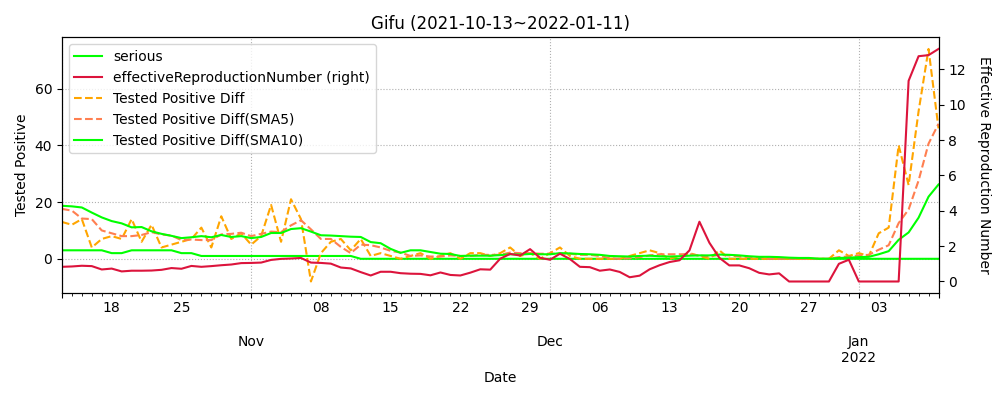 Gifu (2021-10-13~2022-01-11)
serious
effectiveReproductionNumber (right)
Tested Positive Diff
Tested Positive Diff(SMA5)
Tested Positive Diff(SMA10)
Tested Positive
60
40
20
0
12
10
8
6
4
2
0
Effective Reproduction Number
18 25 08 15 22 29 06 13 20 27 03
Nov Dec Jan
2022
Date